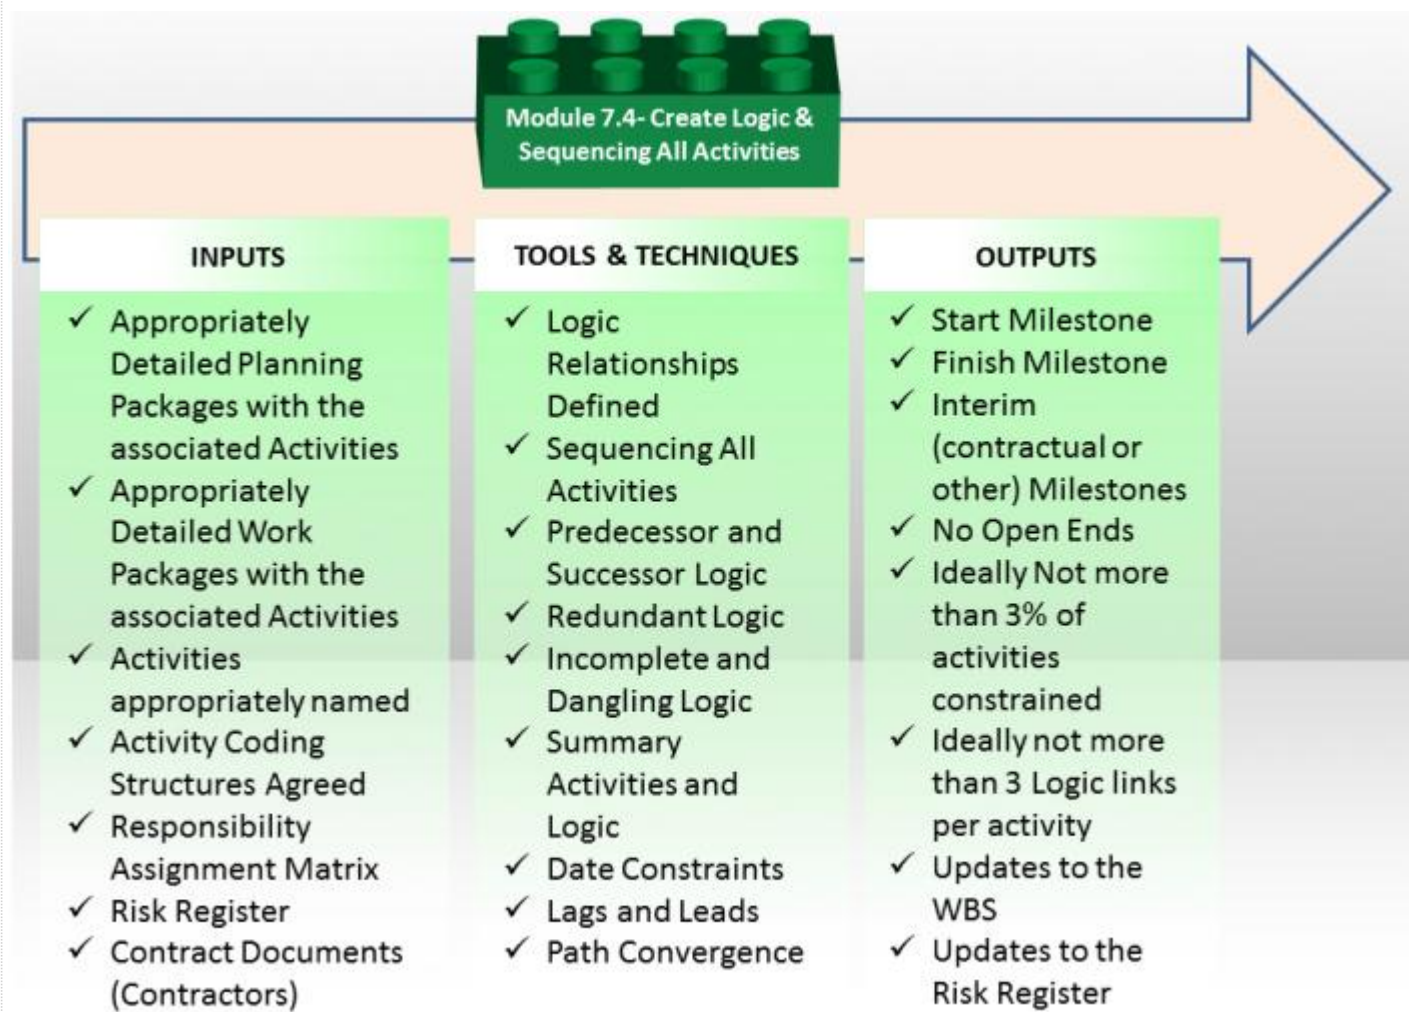 Module 7.4- Create Logic &
Sequencing All Activities
INPUTS
✓ Appropriately
Detailed Planning
Packages with the
associated Activities
✓ Appropriately
Detailed Work
Packages with the
associated Activities
✓ Activities
appropriately named
✓ Activity Coding
Structures Agreed
✓ Responsibility
Assignment Matrix
✓ Risk Register
✓ Contract Documents
(Contractors)
TOOLS & TECHNIQUES
✓ Logic
Relationships
Defined
✓ Sequencing All
Activities
✓ Predecessor and
Successor Logic
✓ Redundant Logic
✓ Incomplete and
Dangling Logic
✓ Summary
Activities and
Logic
✓ Date Constraints
✓ Lags and Leads
✓ Path Convergence
OUTPUTS
✓ Start Milestone
✓ Finish Milestone
✓ Interim
(contractual or
other) Milestones
✓ No Open Ends
✓ Ideally Not more
than 3% of
activities
constrained
✓ Ideally not more
than 3 Logic links
per activity
✓ Updates to the
WBS
✓ Updates to the
Risk Register